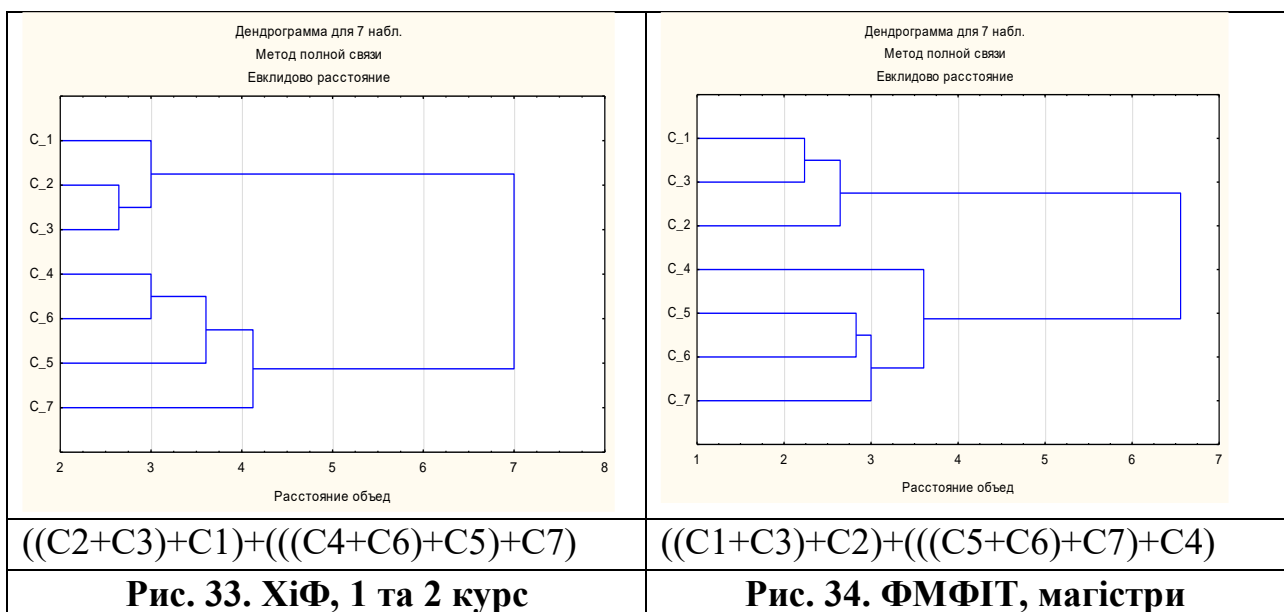 Дендрограмма для 7 набл.
Метод полной связи
Евклидово расстояние
C_1
C_2
C_3
C_4
C_6
C_5
C_7
2 3 4 5 6 7 8
Расстояние объед
((C2+C3)+C1)+(((C4+C6)+C5)+C7)
Рис. 33. ХіФ, 1 та 2 курс
Дендрограмма для 7 набл.
Метод полной связи
Евклидово расстояние
C_1
C_3
C_2
C_4
C_5
C_6
C_7
1 2 3 4 5 6 7
Расстояние объед
((C1+C3)+C2)+(((C5+C6)+C7)+C4)
Рис. 34. ФМФІТ, магістри